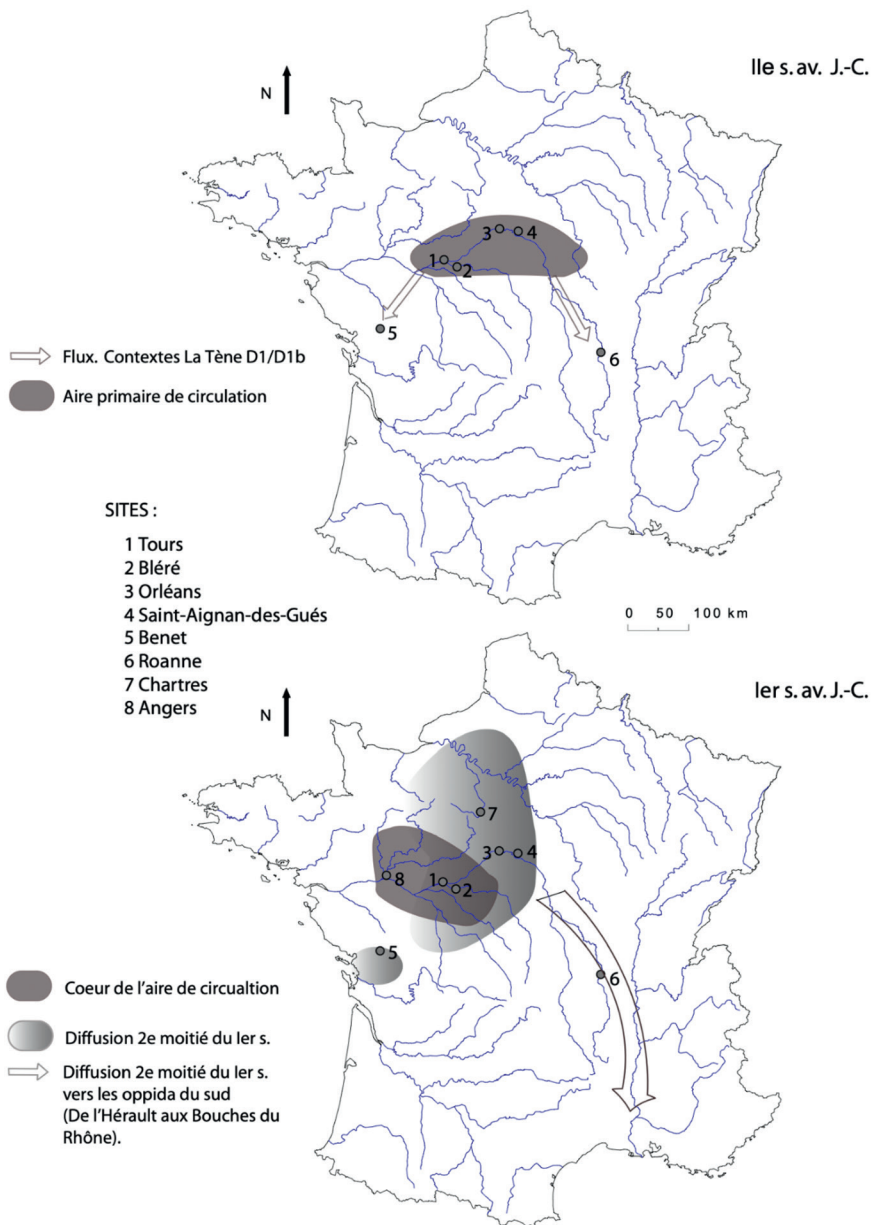 IIe s. av. J.-C.
N
3
4
1
2
5
6
Flux. Contextes La Tène D1/D1b
Aire primaire de circulation
SITES :
1 Tours
2 Bléré
3 Orléans
4 Saint-Aignan-des-Gués
5 Benet
6 Roanne
7 Chartres
8 Angers
0 50 100 km
Ier s. av. J.-C.
N
7
3
4
8
1
2
5
6
Coeur de l'aire de circualtion
Diffusion 2e moitié du Ier s.
Diffusion 2e moitié du Ier s.
vers les oppida du sud
(De l'Hérault aux Bouches du
Rhône).